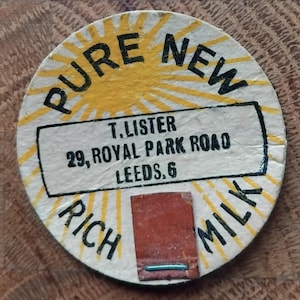 PURE NEW
T. LISTER
29, ROYAL PARK ROAD
LEEDS. 6
RICH MILK